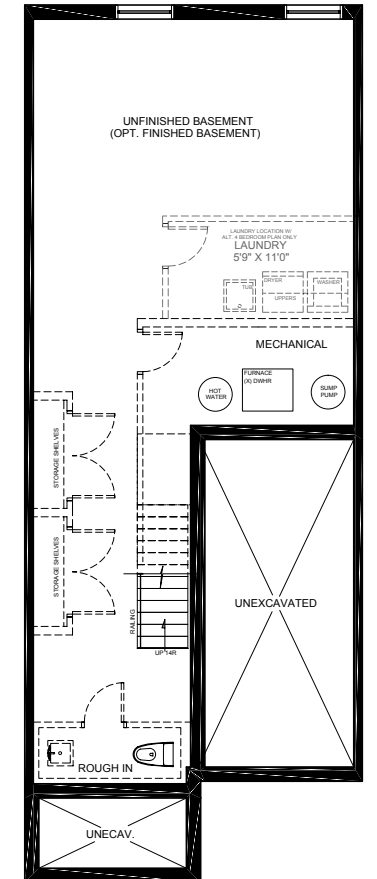 UNFINISHED BASEMENT
(OPT. FINISHED BASEMENT)
LAUNDRY LOCATION W/
ALT. 4 BEDROOM PLAN ONLY
LAUNDRY
5'9" X 11'0"
TUB
DRYER
WASHER
UPPERS
MECHANICAL
HOT
WATER
FURNACE
(X) DWHR
SUMP
PUMP
STORAGE SHELVES
STORAGE SHELVES
RAILING
UP 14R
UNEXCAVATED
ROUGH IN
UNECAV.